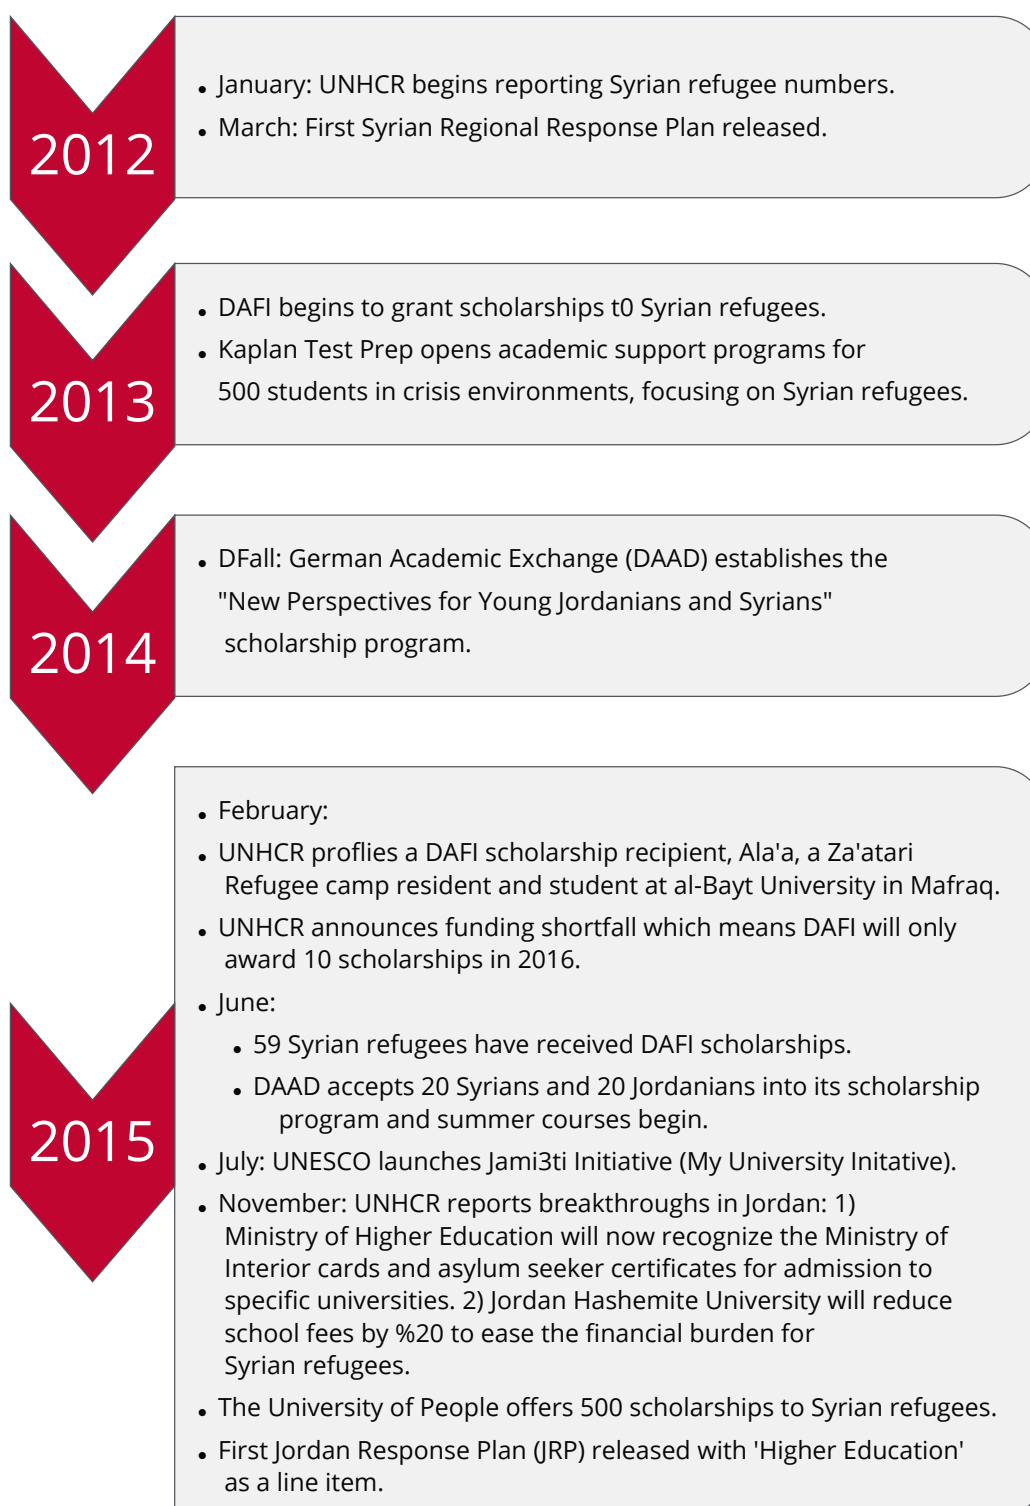 2012
• January: UNHCR begins reporting Syrian refugee numbers.
• March: First Syrian Regional Response Plan released.
2013
• DAFI begins to grant scholarships t0 Syrian refugees.
• Kaplan Test Prep opens academic support programs for
500 students in crisis environments, focusing on Syrian refugees.
2014
• DFall: German Academic Exchange (DAAD) establishes the
"New Perspectives for Young Jordanians and Syrians"
scholarship program.
2015
• February:
• UNHCR proflies a DAFI scholarship recipient, Ala'a, a Za'atari
Refugee camp resident and student at al-Bayt University in Mafraq.
• UNHCR announces funding shortfall which means DAFI will only
award 10 scholarships in 2016.
• June:
• 59 Syrian refugees have received DAFI scholarships.
• DAAD accepts 20 Syrians and 20 Jordanians into its scholarship
program and summer courses begin.
• July: UNESCO launches Jami3ti Initiative (My University Initative).
• November: UNHCR reports breakthroughs in Jordan: 1)
Ministry of Higher Education will now recognize the Ministry of
Interior cards and asylum seeker certificates for admission to
specific universities. 2) Jordan Hashemite University will reduce
school fees by %20 to ease the financial burden for
Syrian refugees.
• The University of People offers 500 scholarships to Syrian refugees.
• First Jordan Response Plan (JRP) released with 'Higher Education'
as a line item.